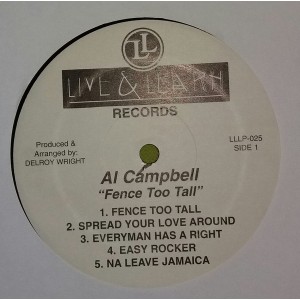 LL
LIVE & LEARN
RECORDS
Produced &
Arranged by:
DELROY WRIGHT
LLLP-025
SIDE 1
Al Campbell
"Fence Too Tall"
1. FENCE TOO TALL
2. SPREAD YOUR LOVE AROUND
3. EVERYMAN HAS A RIGHT
4. EASY ROCKER
5. NA LEAVE JAMAICA